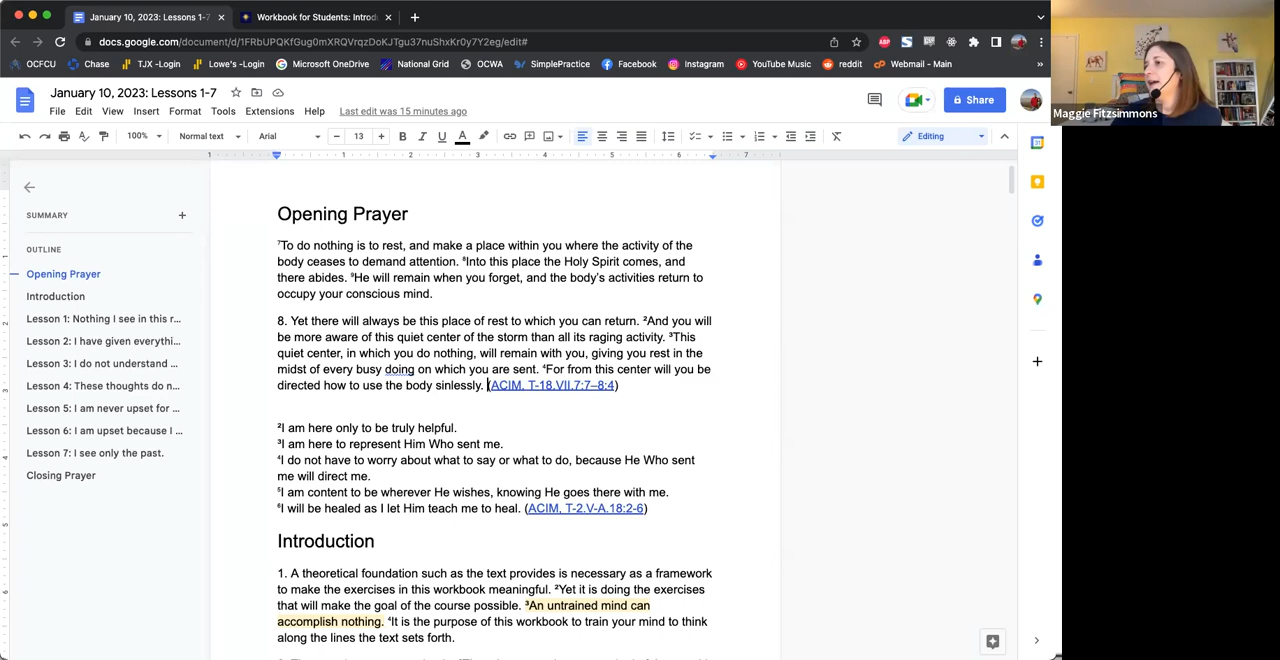 January 10, 2023: Lessons 1-7
Workbook for Students: Introd
docs.google.com/document/d/1FRbUPQKfGug0mXRQVrqzDoKJTgu37nuShxKr0y7Y2eg/edit#
OCFCU Chase TJX -Login Lowe's -Login Microsoft OneDrive National Grid OCWA SimplePractice Facebook Instagram YouTube Music reddit Webmail - Main
January 10, 2023: Lessons 1-7
File Edit View Insert Format Tools Extensions Help Last edit was 15 minutes ago
Share
Maggie Fitzsimmons
100% Normal text Arial 13 B I U A Editing
1 1 2 3 4 5 6 7
SUMMARY
OUTLINE
Opening Prayer
Introduction
Lesson 1: Nothing I see in this r...
Lesson 2: I have given everythi...
Lesson 3: I do not understand ...
Lesson 4: These thoughts do n...
Lesson 5: I am never upset for ...
Lesson 6: I am upset because I ...
Lesson 7: I see only the past.
Closing Prayer
Opening Prayer
⁷To do nothing is to rest, and make a place within you where the activity of the
body ceases to demand attention. ⁸Into this place the Holy Spirit comes, and
there abides. ⁹He will remain when you forget, and the body's activities return to
occupy your conscious mind.
8. Yet there will always be this place of rest to which you can return. ²And you will
be more aware of this quiet center of the storm than all its raging activity. ³This
quiet center, in which you do nothing, will remain with you, giving you rest in the
midst of every busy doing on which you are sent. ⁴For from this center will you be
directed how to use the body sinlessly. (ACIM, T-18.VII.7:7–8:4)
²I am here only to be truly helpful.
³I am here to represent Him Who sent me.
⁴I do not have to worry about what to say or what to do, because He Who sent
me will direct me.
⁵I am content to be wherever He wishes, knowing He goes there with me.
⁶I will be healed as I let Him teach me to heal. (ACIM, T-2.V-A.18:2-6)
Introduction
1. A theoretical foundation such as the text provides is necessary as a framework
to make the exercises in this workbook meaningful. ²Yet it is doing the exercises
that will make the goal of the course possible. ³An untrained mind can
accomplish nothing. ⁴It is the purpose of this workbook to train your mind to think
along the lines the text sets forth.